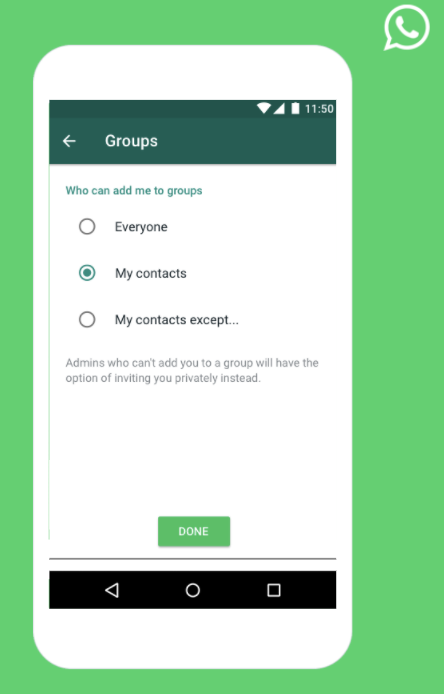 11:50
Groups
Who can add me to groups
Everyone
My contacts
My contacts except...
Admins who can't add you to a group will have the
option of inviting you privately instead.
DONE